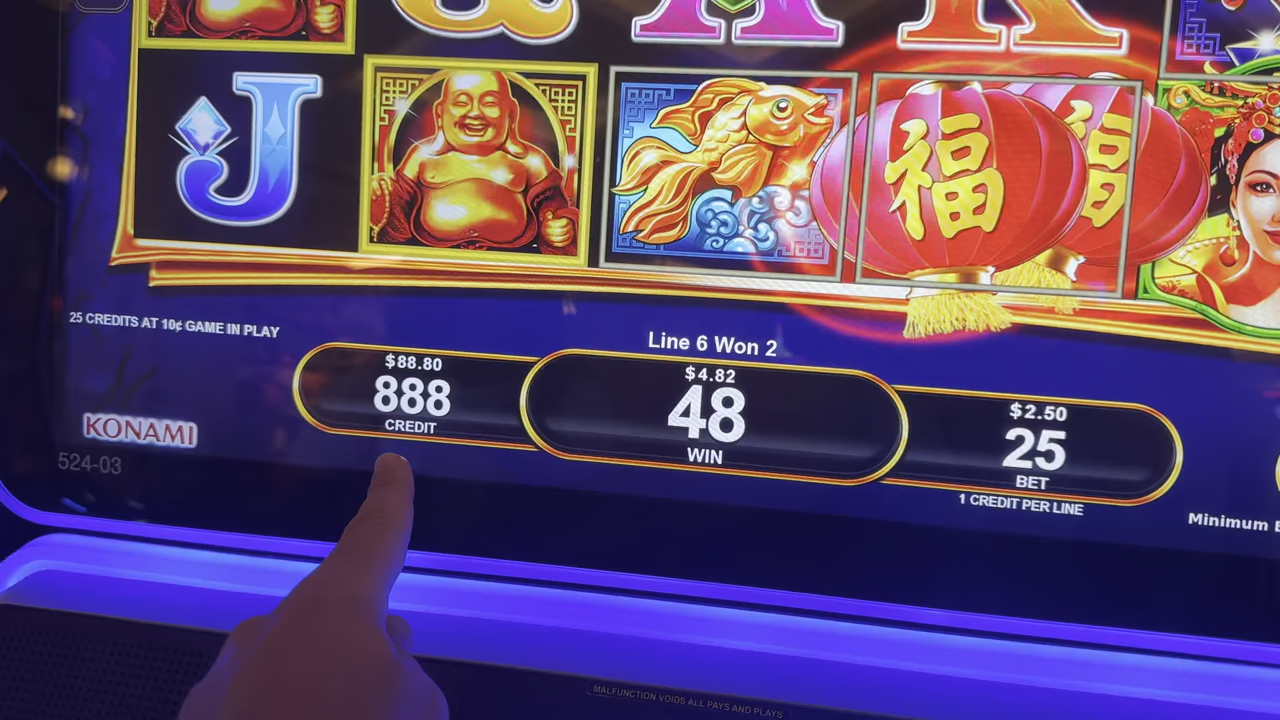 J
福
福
25 CREDITS AT 10¢ GAME IN PLAY
Line 6 Won 2
$88.80
888
CREDIT
$4.82
48
WIN
$2.50
25
BET
1 CREDIT PER LINE
KONAMI
524-03
Minimum
MALFUNCTION VOIDS ALL PAYS AND PLAYS